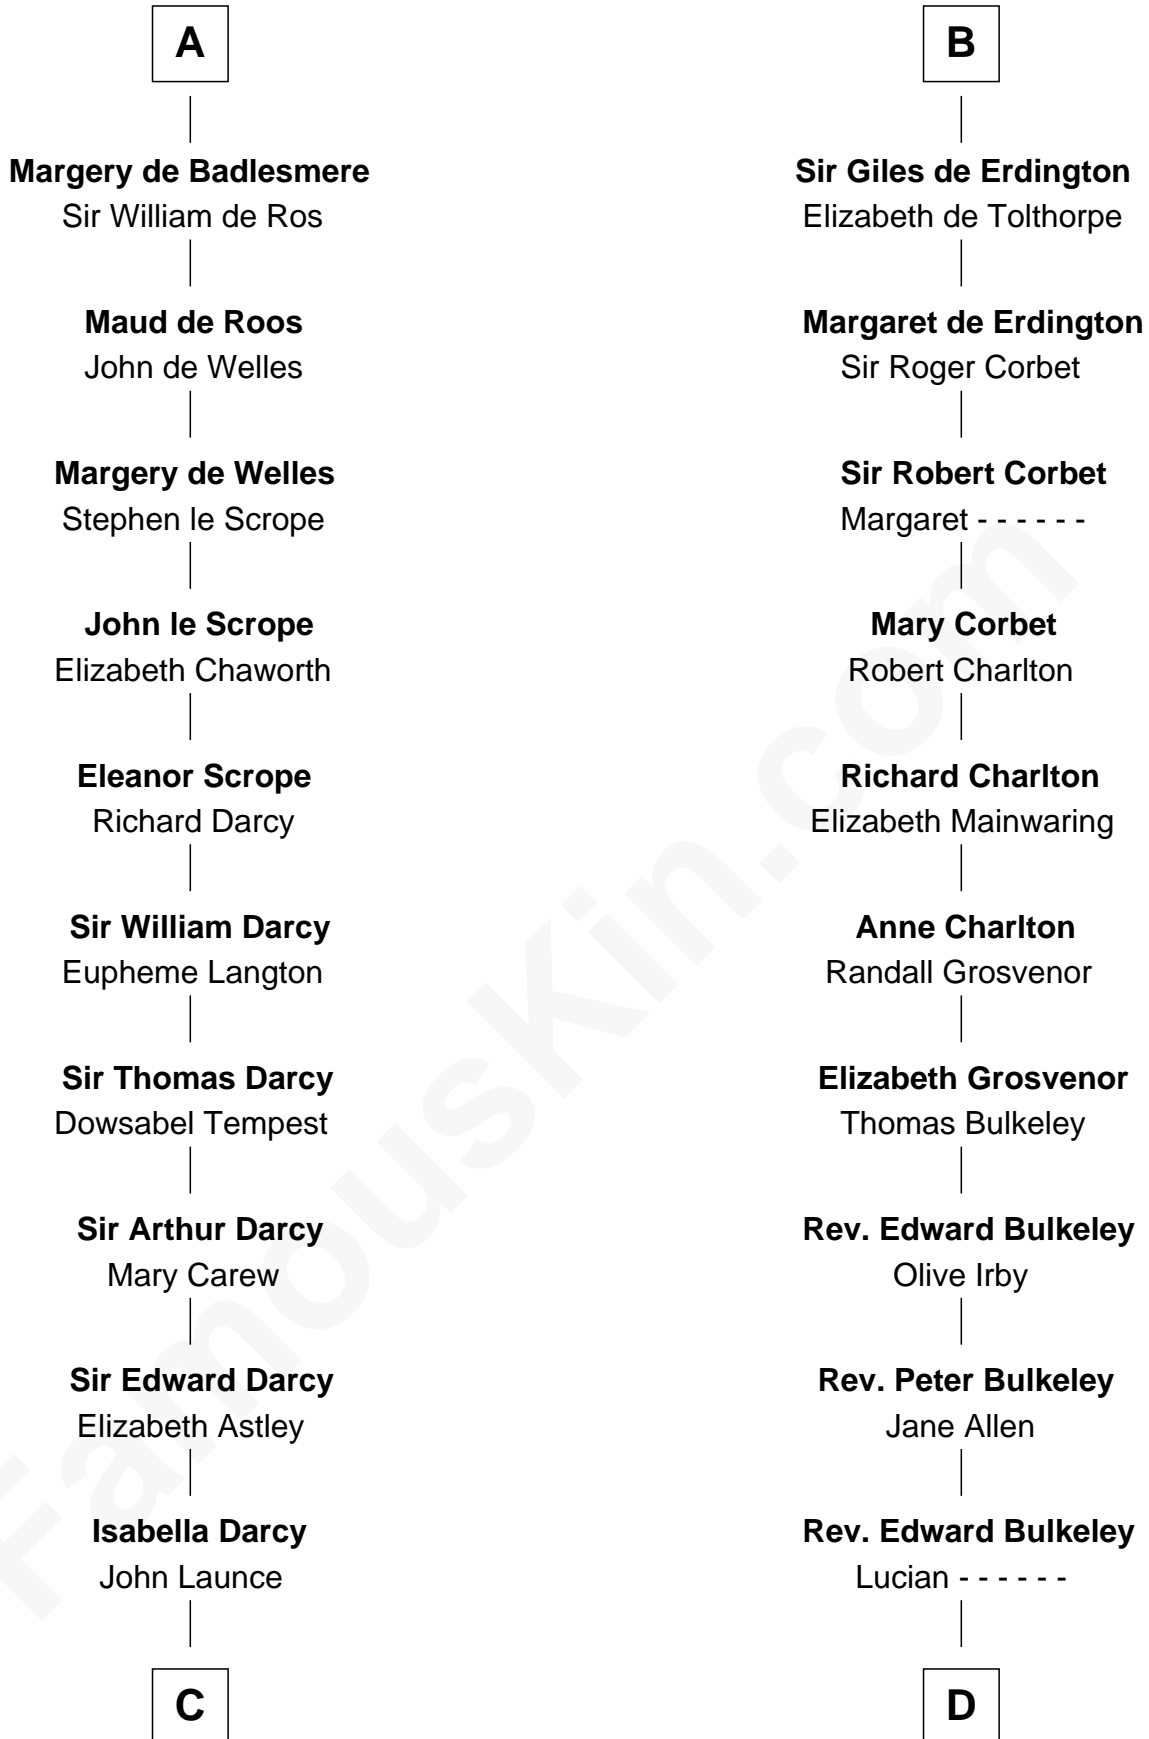 A
Margery de Badlesmere
Sir William de Ros
Maud de Roos
John de Welles
Margery de Welles
Stephen le Scrope
John le Scrope
Elizabeth Chaworth
Eleanor Scrope
Richard Darcy
Sir William Darcy
Eupheme Langton
Sir Thomas Darcy
Dowsabel Tempest
Sir Arthur Darcy
Mary Carew
Sir Edward Darcy
Elizabeth Astley
Isabella Darcy
John Launce
C
B
Sir Giles de Erdington
Elizabeth de Tolthorpe
Margaret de Erdington
Sir Roger Corbet
Sir Robert Corbet
Margaret - - - - - -
Mary Corbet
Robert Charlton
Richard Charlton
Elizabeth Mainwaring
Anne Charlton
Randall Grosvenor
Elizabeth Grosvenor
Thomas Bulkeley
Rev. Edward Bulkeley
Olive Irby
Rev. Peter Bulkeley
Jane Allen
Rev. Edward Bulkeley
Lucian - - - - - -
D
FamousKin.com